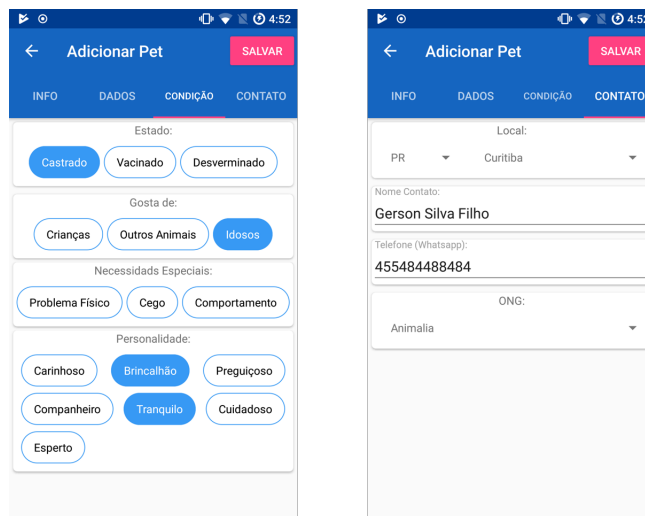 4:52
Adicionar Pet
SALVAR
INFO DADOS CONDIÇÃO CONTATO
Estado:
Castrado Vacinado Desverminado
Gosta de:
Crianças Outros Animais Idosos
Necessidads Especiais:
Problema Físico Cego Comportamento
Personalidade:
Carinhoso Brincalhão Preguiçoso
Companheiro Tranquilo Cuidadoso
Esperto
4:52
Adicionar Pet
SALVAR
INFO DADOS CONDIÇÃO CONTATO
Local:
PR Curitiba
Nome Contato:
Gerson Silva Filho
Telefone (Whatsapp):
455484488484
ONG:
Animalia